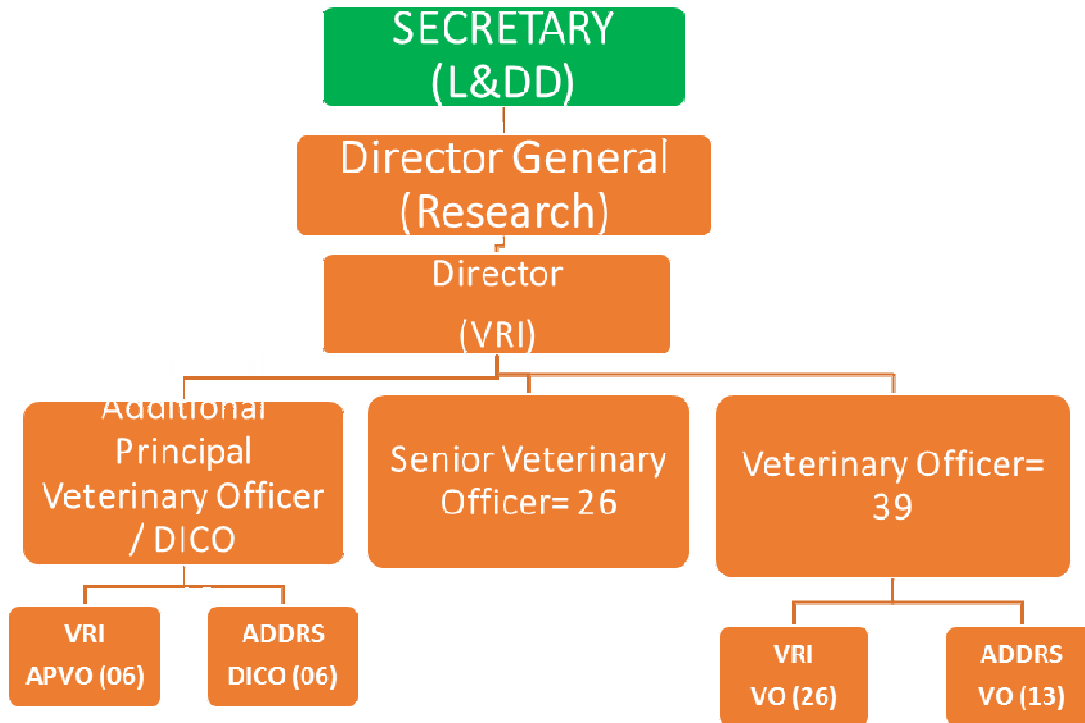 SECRETARY
(L&DD)
Director General
(Research)
Director
(VRI)
Additional
Principal
Veterinary Officer
/ DICO
Senior Veterinary
Officer= 26
Veterinary Officer=
39
VRI
APVO (06)
ADDRS
DICO (06)
VRI
VO (26)
ADDRS
VO (13)